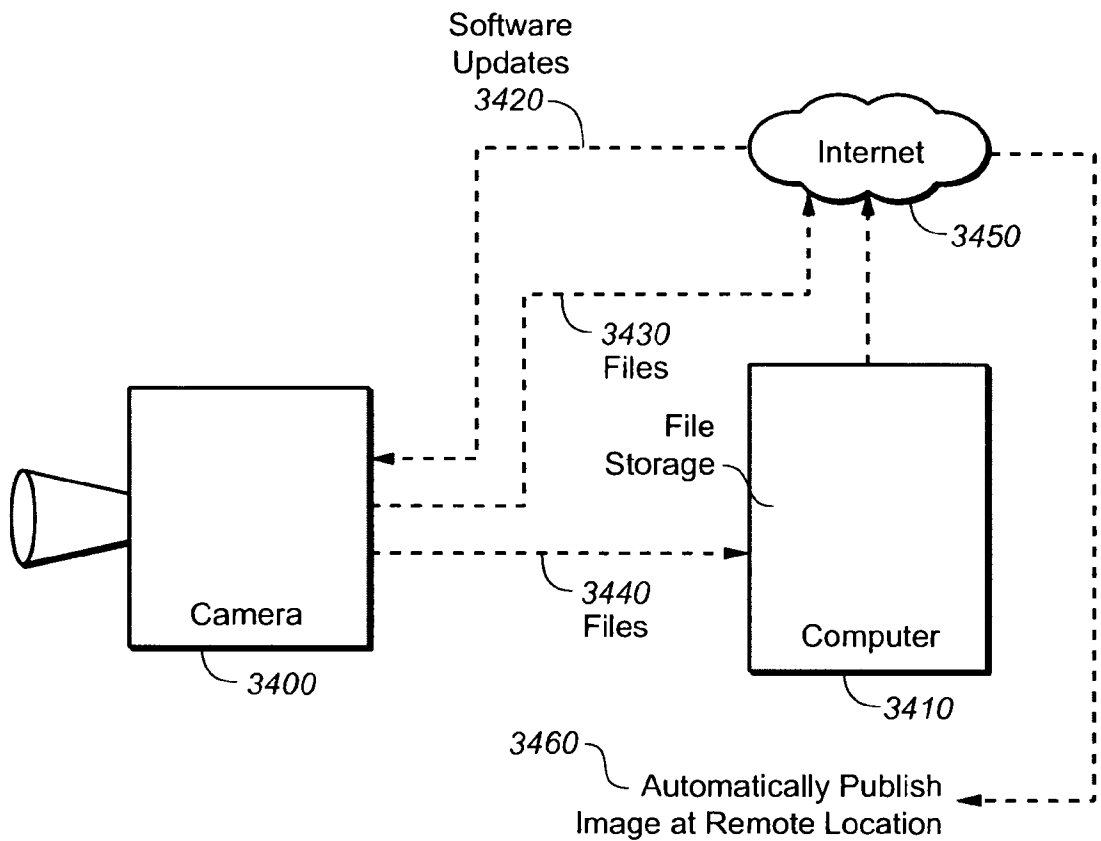 Software
Updates
3420
Internet
3450
3430
Files
File
Storage
3440
Files
Camera
3400
Computer
3410
3460
Automatically Publish
Image at Remote Location